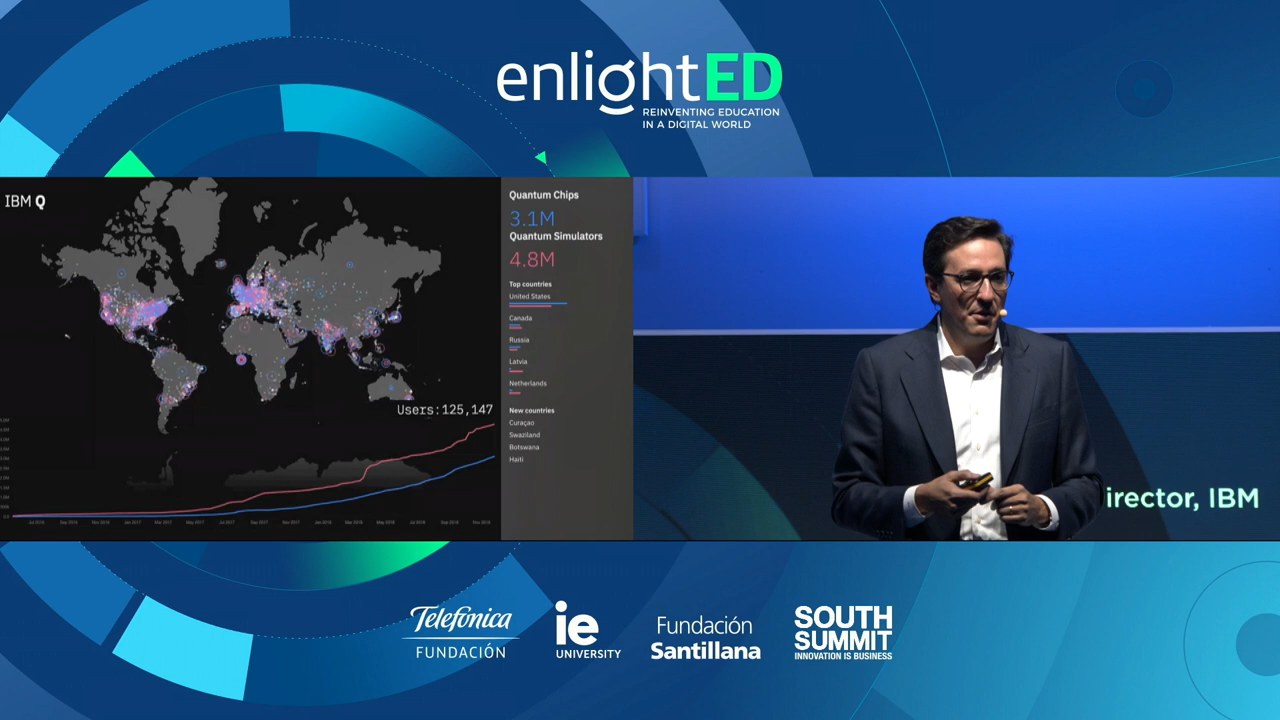 enlightED
REINVENTING EDUCATION
IN A DIGITAL WORLD
IBM Q
Quantum Chips
3.1M
Quantum Simulators
4.8M
Top countries
United States
Canada
Russia
Latvia
Netherlands
New countries
Curaçao
Swaziland
Botswana
Haiti
Users:125,147
irector, IBM
Telefónica
FUNDACIÓN
ie
UNIVERSITY
Fundación
Santillana
SOUTH
SUMMIT
INNOVATION IS BUSINESS